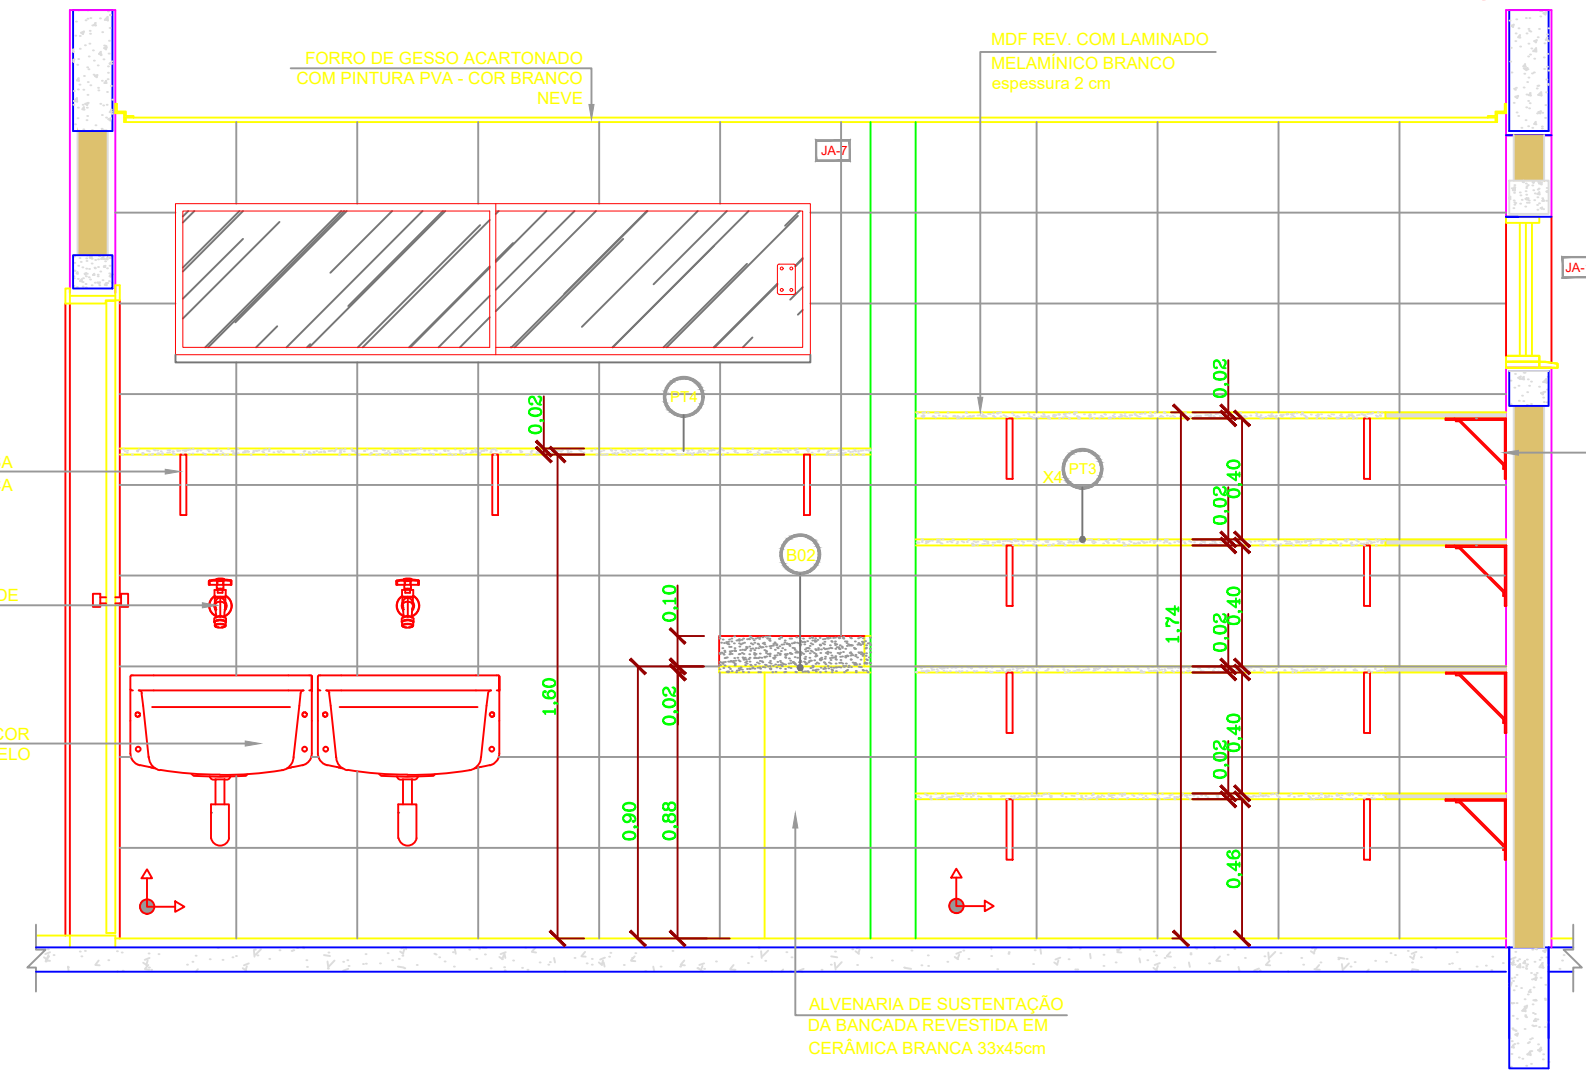 FORRO DE GESSO ACARTONADO
COM PINTURA PVA - COR BRANCO
NEVE
MDF REV. COM LAMINADO
MELAMÍNICO BRANCO
espessura 2 cm
JA-7
JA-
0.02
PT4
0.02
A
A
X4
PT3
0.40
0.02
B02
DE
0.10
1.74
0.40
0.02
1.60
0.02
COR
ELO
0.40
0.02
0.90
0.88
0.46
ALVENARIA DE SUSTENTAÇÃO
DA BANCADA REVESTIDA EM
CERÂMICA BRANCA 33x45cm